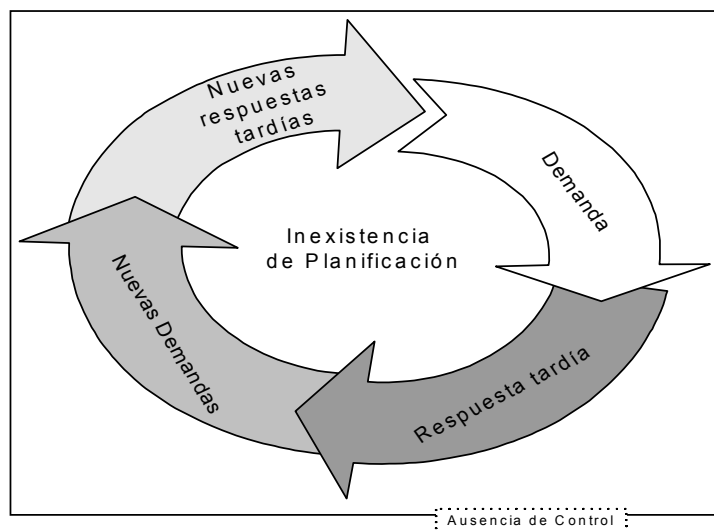 Nuevas
respuestas
tardías
Demanda
Inexistencia
de Planificación
Nuevas Demandas
Respuesta tardía
Ausencia de Control